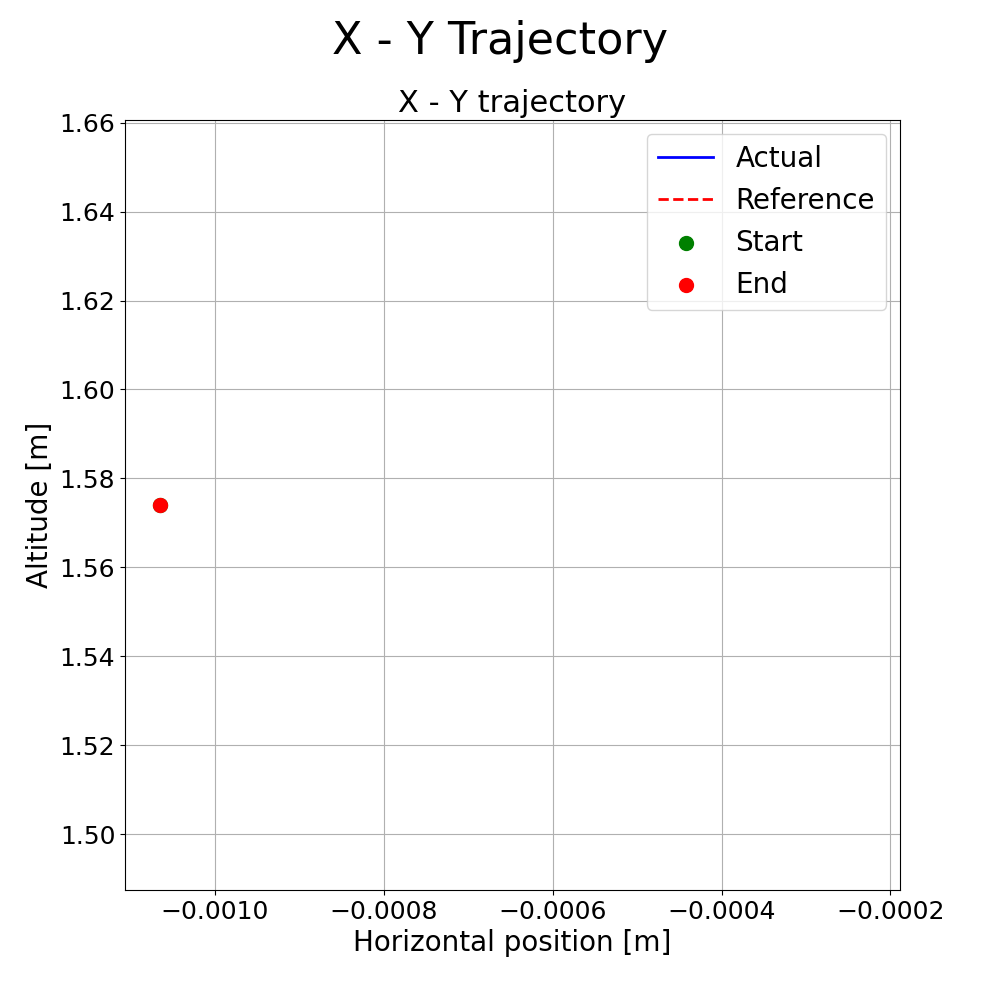 X - Y Trajectory
X - Y trajectory
1.66
1.64
1.62
1.60
1.58
1.56
1.54
1.52
1.50
Altitude [m]
Actual
Reference
Start
End
−0.0010 −0.0008 −0.0006 −0.0004 −0.0002
Horizontal position [m]